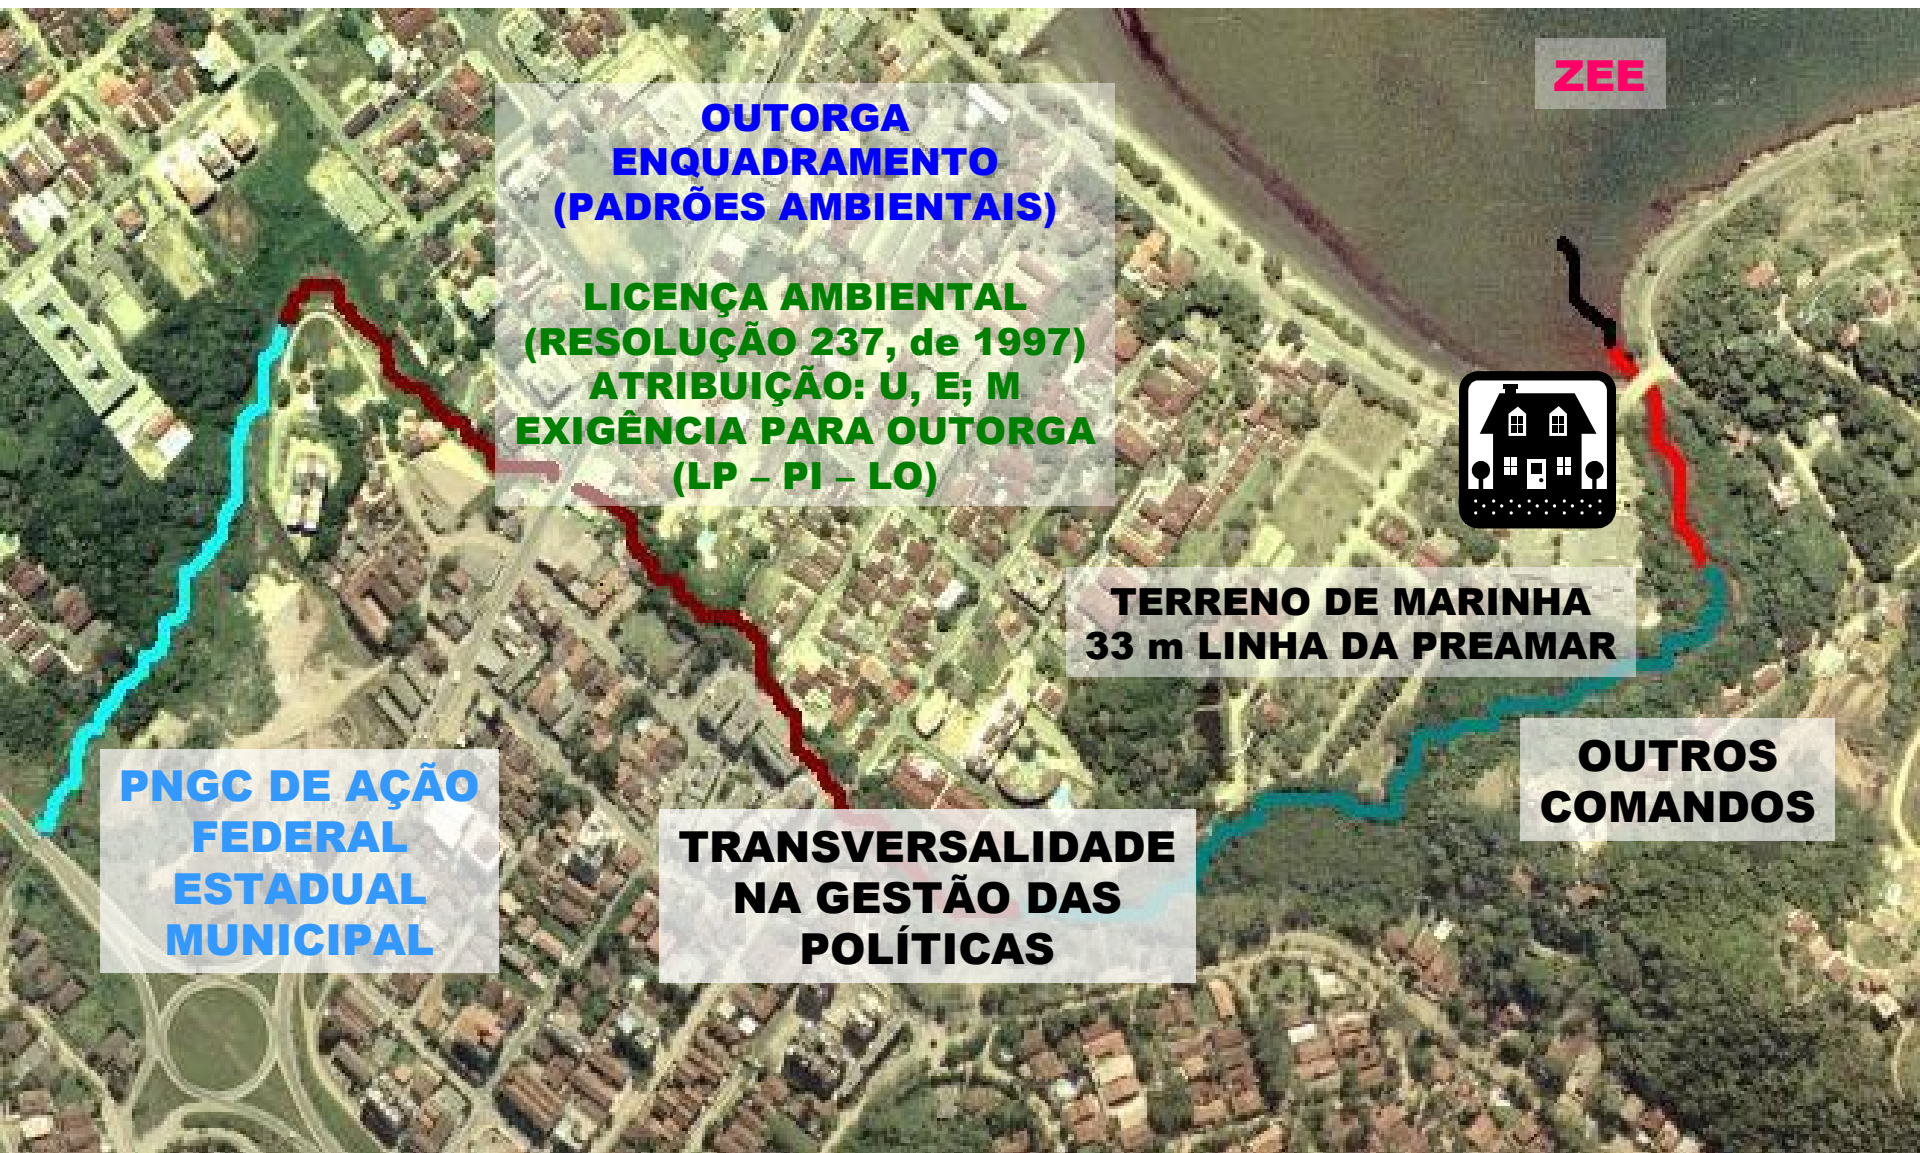 ZEE
OUTORGA
ENQUADRAMENTO
(PADRÕES AMBIENTAIS)
LICENÇA AMBIENTAL
(RESOLUÇÃO 237, de 1997)
ATRIBUIÇÃO: U, E; M
EXIGÊNCIA PARA OUTORGA
(LP – PI – LO)
TERRENO DE MARINHA
33 m LINHA DA PREAMAR
OUTROS
COMANDOS
PNGC DE AÇÃO
FEDERAL
ESTADUAL
MUNICIPAL
TRANSVERSALIDADE
NA GESTÃO DAS
POLÍTICAS